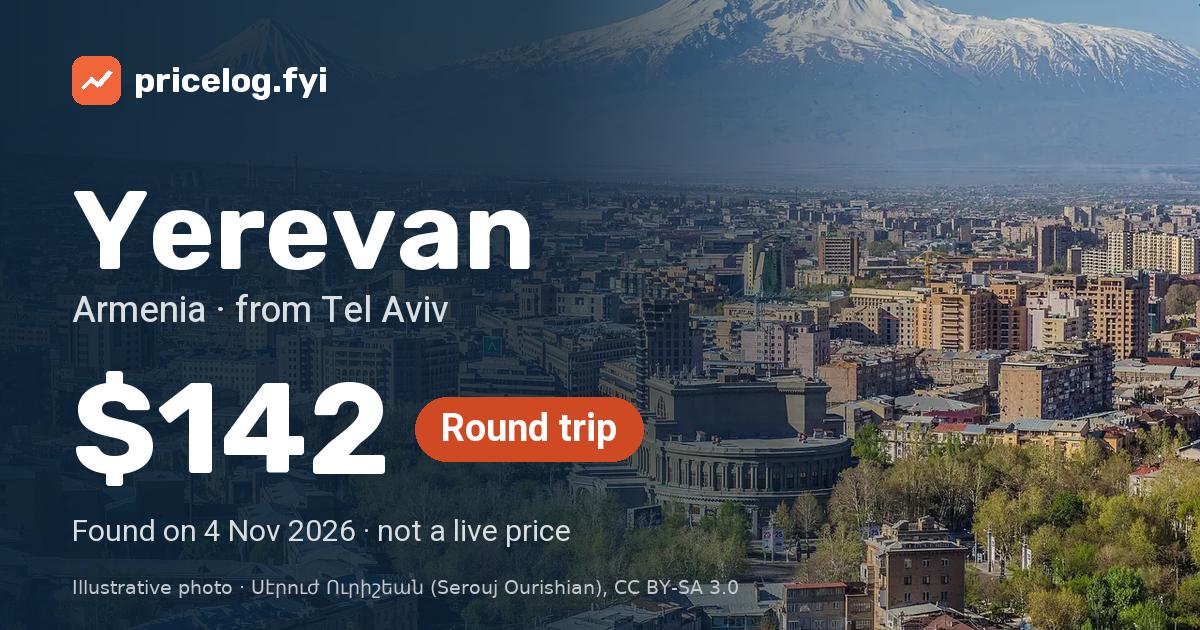 pricelog.fyi
Yerevan
Armenia · from Tel Aviv
$142
Round trip
Found on 4 Nov 2026 · not a live price
Illustrative photo · Սէրուժ Ուրիշեան (Serouj Ourishian), CC BY-SA 3.0